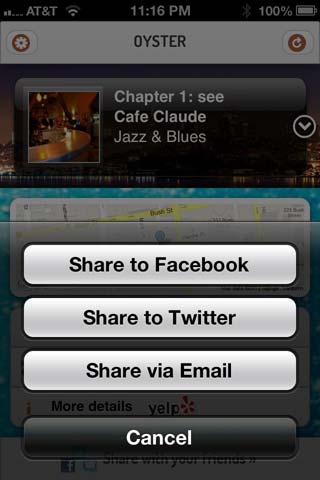 AT&T 11:16 PM 100%
OYSTER
Chapter 1: see
Cafe Claude
Jazz & Blues
Bush St
Share to Facebook
Share to Twitter
Share via Email
More details yelp
Cancel
Share with your friends »